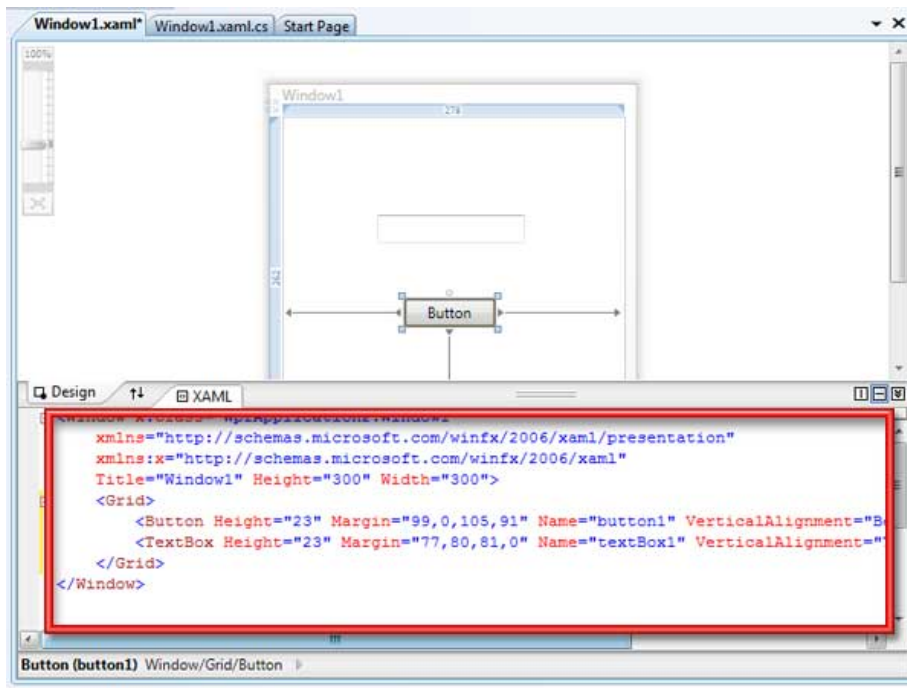 Window1.xaml* Window1.xaml.cs Start Page
100%
Window1
278
262
Button
Design XAML
xmlns="http://schemas.microsoft.com/winfx/2006/xaml/presentation"
xmlns:x="http://schemas.microsoft.com/winfx/2006/xaml"
Title="Window1" Height="300" Width="300">
<Grid>
<Button Height="23" Margin="99,0,105,91" Name="button1" VerticalAlignment="B
<TextBox Height="23" Margin="77,80,81,0" Name="textBox1" VerticalAlignment="
</Grid>
</Window>
Button (button1) Window/Grid/Button